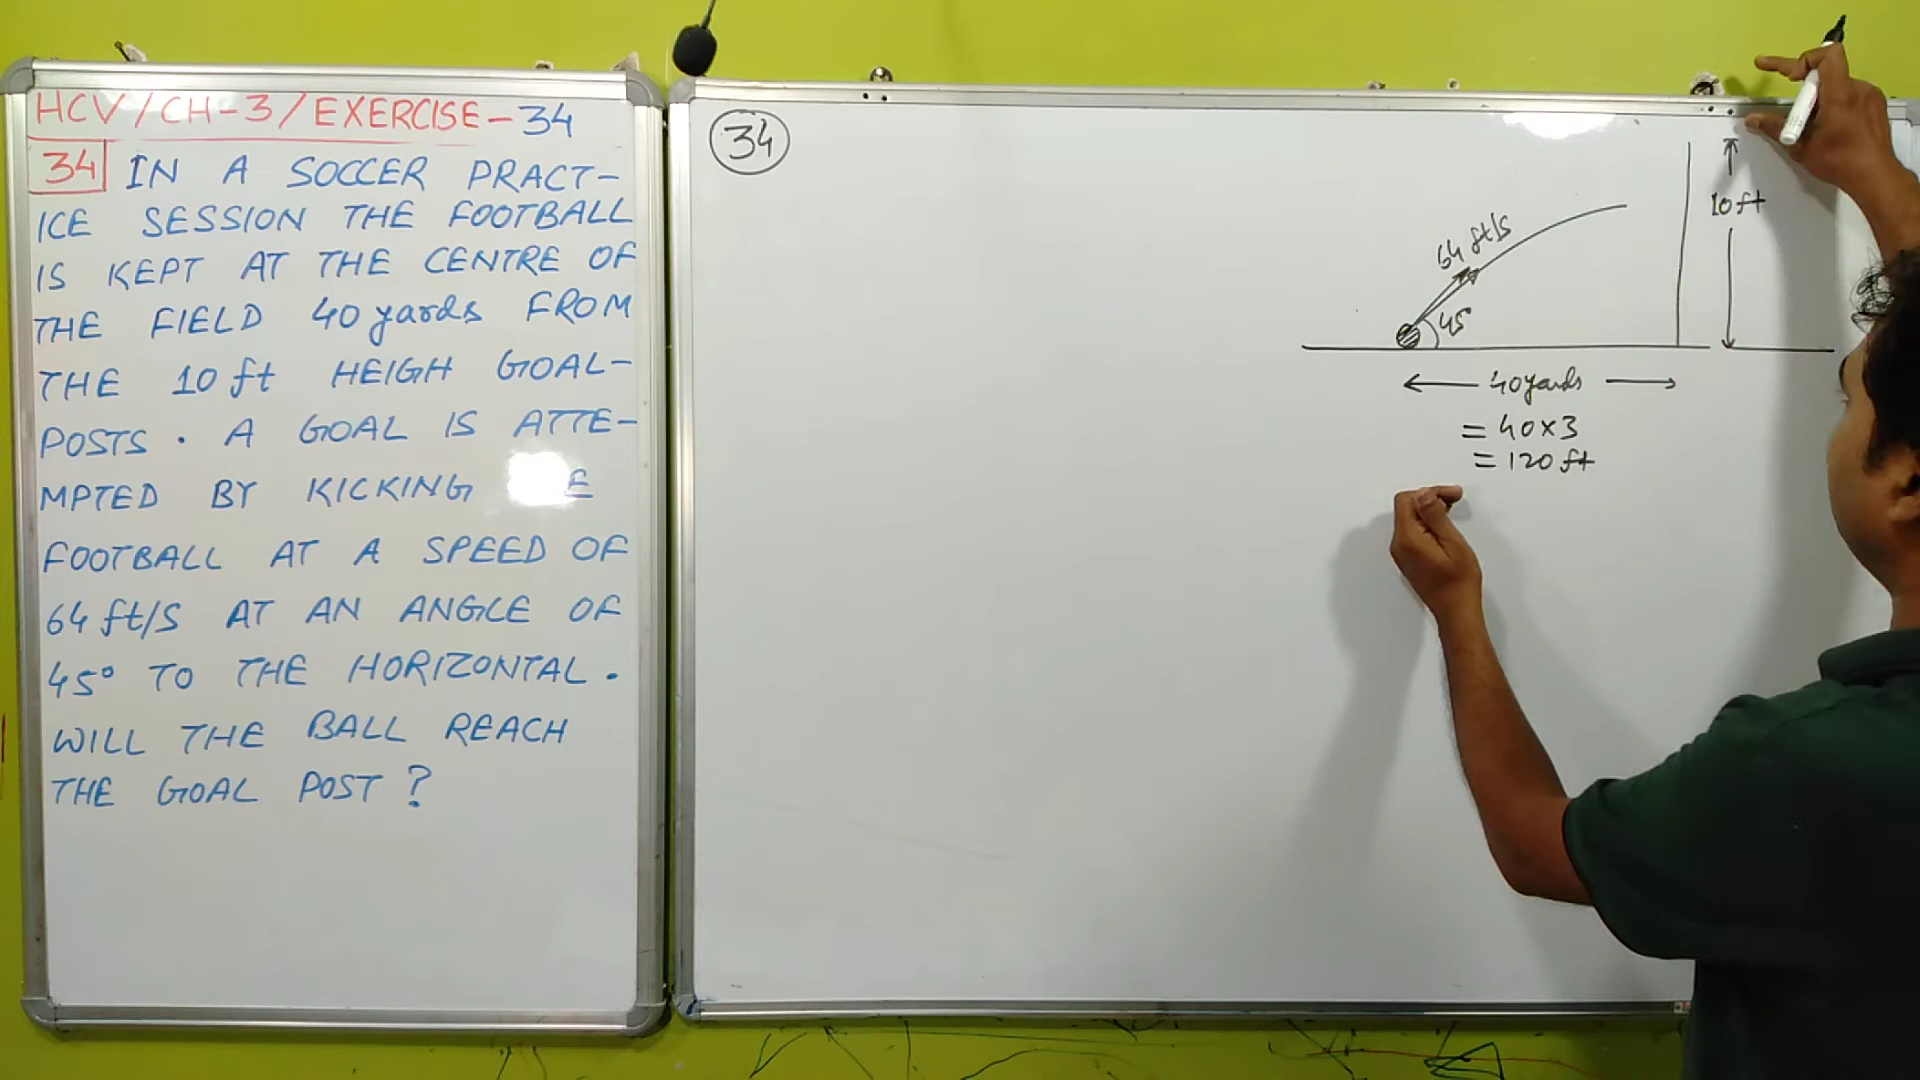 HCV/CH-3/EXERCISE-34
34 IN A SOCCER PRACT-
ICE SESSION THE FOOTBALL
IS KEPT AT THE CENTRE OF
THE FIELD 40 yards FROM
THE 10 ft HEIGH GOAL-
POSTS. A GOAL IS ATTE-
MPTED BY KICKING
FOOTBALL AT A SPEED OF
64 ft/S AT AN ANGLE OF
45° TO THE HORIZONTAL.
WILL THE BALL REACH
THE GOAL POST?
34
64 ft/s
45°
10 ft
40 yards
= 40×3
= 120 ft